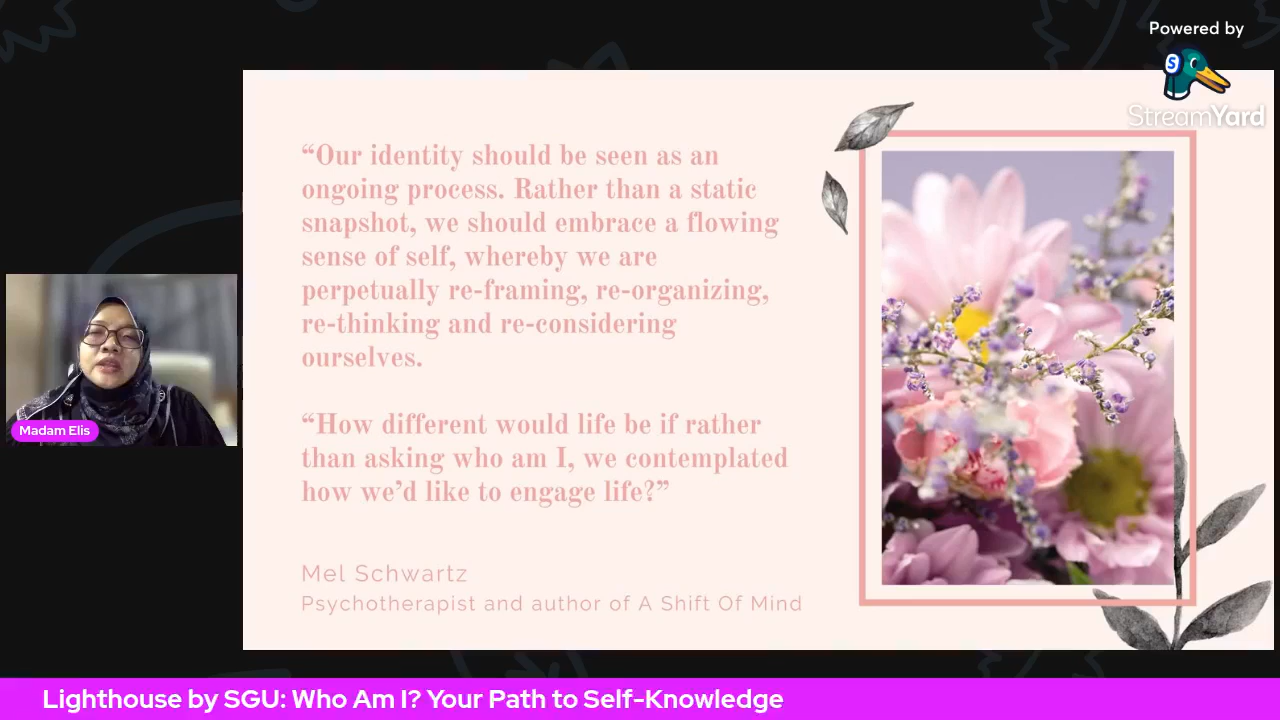 Powered by
S
StreamYard
“Our identity should be seen as an
ongoing process. Rather than a static
snapshot, we should embrace a flowing
sense of self, whereby we are
perpetually re-framing, re-organizing,
re-thinking and re-considering
ourselves.
“How different would life be if rather
than asking who am I, we contemplated
how we’d like to engage life?”
Mel Schwartz
Psychotherapist and author of A Shift Of Mind
Madam Elis
Lighthouse by SGU: Who Am I? Your Path to Self-Knowledge